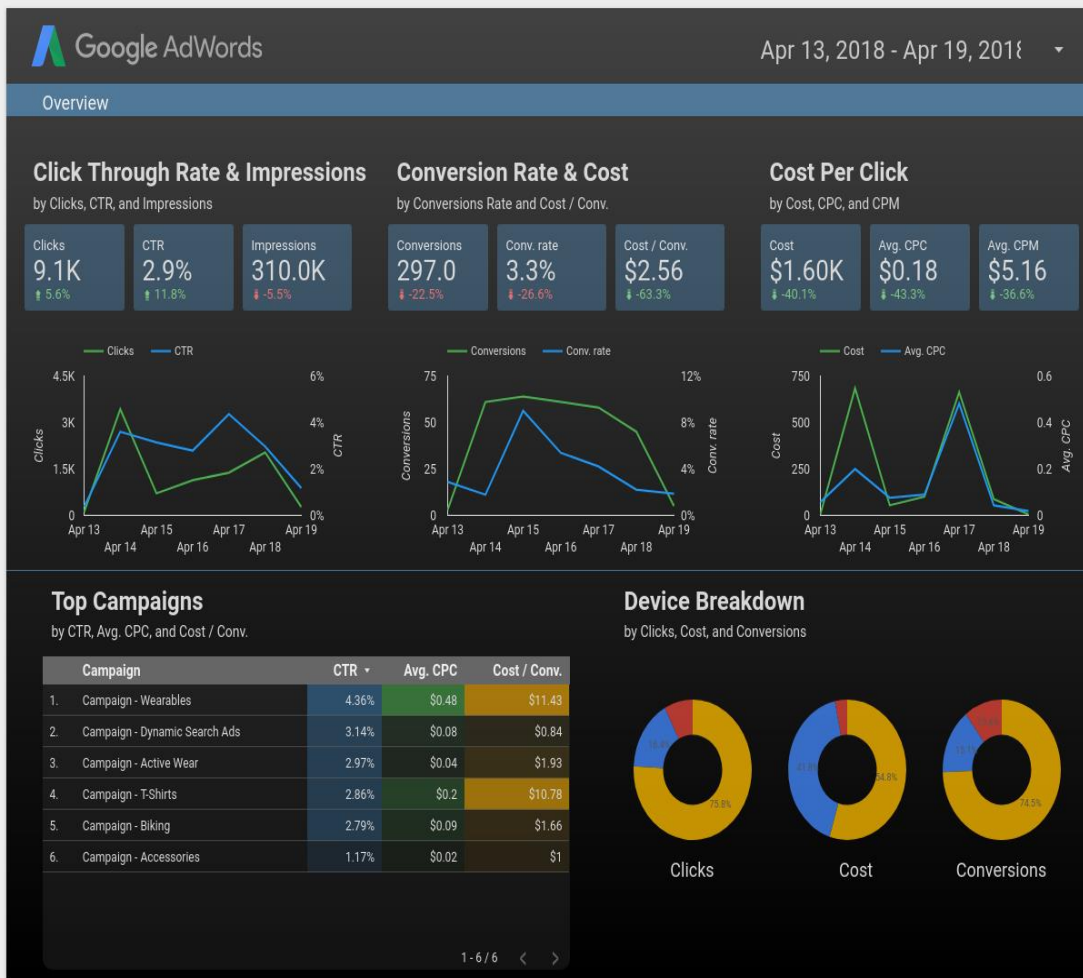 Google AdWords
Apr 13, 2018 - Apr 19, 2018
Overview
Click Through Rate & Impressions
by Clicks, CTR, and Impressions
Clicks
9.1K
5.6%
CTR
2.9%
11.8%
Impressions
310.0K
-5.5%
Conversion Rate & Cost
by Conversions Rate and Cost / Conv.
Conversions
297.0
-22.5%
Conv. rate
3.3%
-26.6%
Cost / Conv.
$2.56
-63.3%
Cost Per Click
by Cost, CPC, and CPM
Cost
$1.60K
-40.1%
Avg. CPC
$0.18
-43.3%
Avg. CPM
$5.16
-36.6%
Clicks CTR
4.5K
3K
1.5K
0
Clicks
6%
4%
2%
0%
CTR
Apr 13 Apr 15 Apr 17 Apr 19
Apr 14 Apr 16 Apr 18
Conversions Conv. rate
75
50
25
0
Conversions
12%
8%
4%
0%
Conv. rate
Apr 13 Apr 15 Apr 17 Apr 19
Apr 14 Apr 16 Apr 18
Cost Avg. CPC
750
500
250
0
Cost
0.6
0.4
0.2
0
Avg. CPC
Apr 13 Apr 15 Apr 17 Apr 19
Apr 14 Apr 16 Apr 18
Top Campaigns
by CTR, Avg. CPC, and Cost / Conv.
Campaign CTR Avg. CPC Cost / Conv.
1. Campaign - Wearables 4.36% $0.48 $11.43
2. Campaign - Dynamic Search Ads 3.14% $0.08 $0.84
3. Campaign - Active Wear 2.97% $0.04 $1.93
4. Campaign - T-Shirts 2.86% $0.2 $10.78
5. Campaign - Biking 2.79% $0.09 $1.66
6. Campaign - Accessories 1.17% $0.02 $1
1 - 6 / 6
Device Breakdown
by Clicks, Cost, and Conversions
75.8%
Clicks
54.8%
Cost
74.5%
Conversions